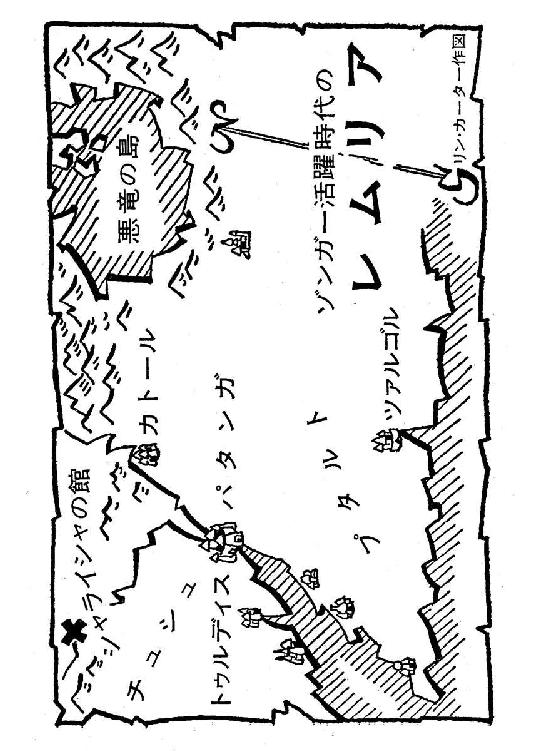 シャライシャの館
悪竜の島
チュシュ
カトール
トゥルディス
パタンガ
ゾンガー活躍時代の
レムリア
プタルト
ツァルゴル
リン・カーター作図